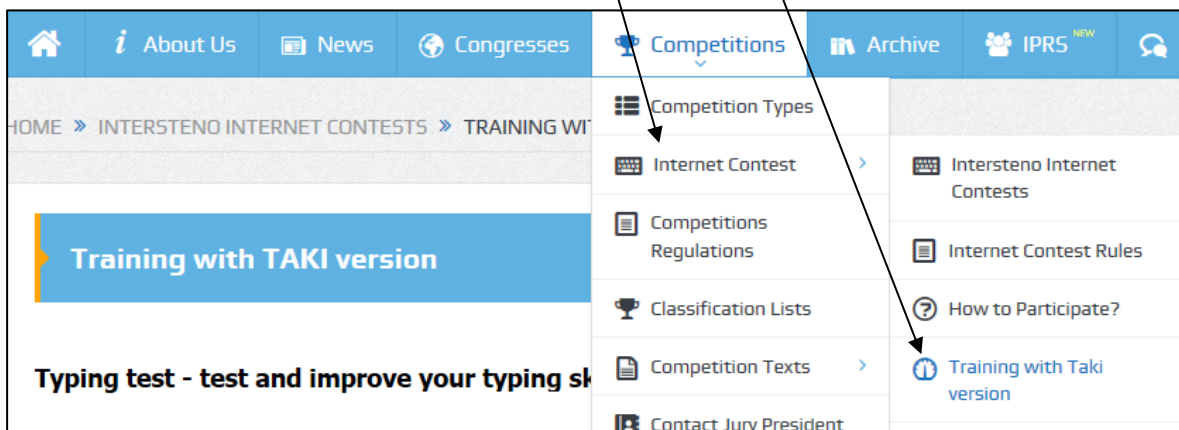 About Us News Congresses Competitions Archive IPRS NEW
HOME » INTERSTENO INTERNET CONTESTS » TRAINING
Competition Types
Internet Contest
Intersteno Internet
Contests
Competitions
Regulations
Internet Contest Rules
Training with TAKI version
Classification Lists
How to Participate?
Typing test - test and improve your typing
Competition Texts
Training with Taki
version
Contact Jury President